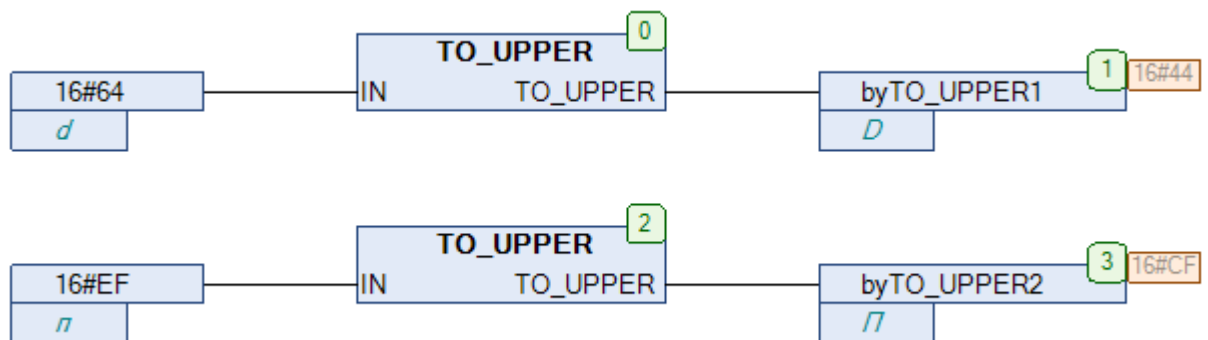 0
TO_UPPER
16#64 IN TO_UPPER byTO_UPPER1 1 16#44
d D
2
TO_UPPER
16#EF IN TO_UPPER byTO_UPPER2 3 16#CF
п П